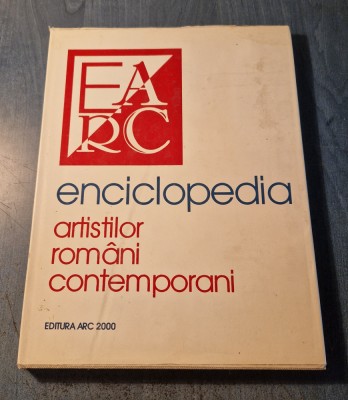 EA
RC
enciclopedia
artistilor
români
contemporani
EDITURA ARC 2000